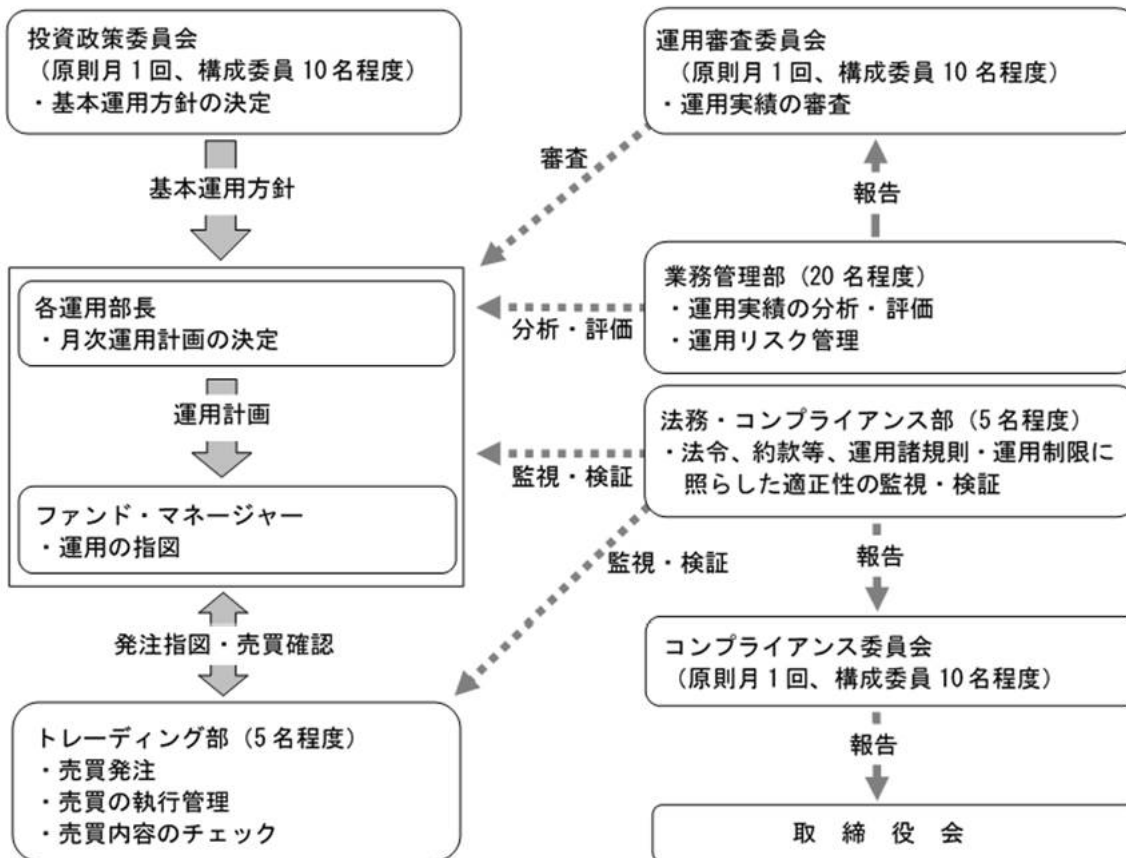 投資政策委員会
(原則月1回、構成委員10名程度)
・基本運用方針の決定
基本運用方針
各運用部長
・月次運用計画の決定
運用計画
ファンド・マネージャー
・運用の指図
発注指図・売買確認
トレーディング部(5名程度)
・売買発注
・売買の執行管理
・売買内容のチェック
運用審査委員会
(原則月1回、構成委員10名程度)
・運用実績の審査
審査
報告
業務管理部(20名程度)
・運用実績の分析・評価
・運用リスク管理
分析・評価
法務・コンプライアンス部(5名程度)
・法令、約款等、運用諸規則・運用制限に
照らした適正性の監視・検証
監視・検証
監視・検証
報告
コンプライアンス委員会
(原則月1回、構成委員10名程度)
報告
取締役会